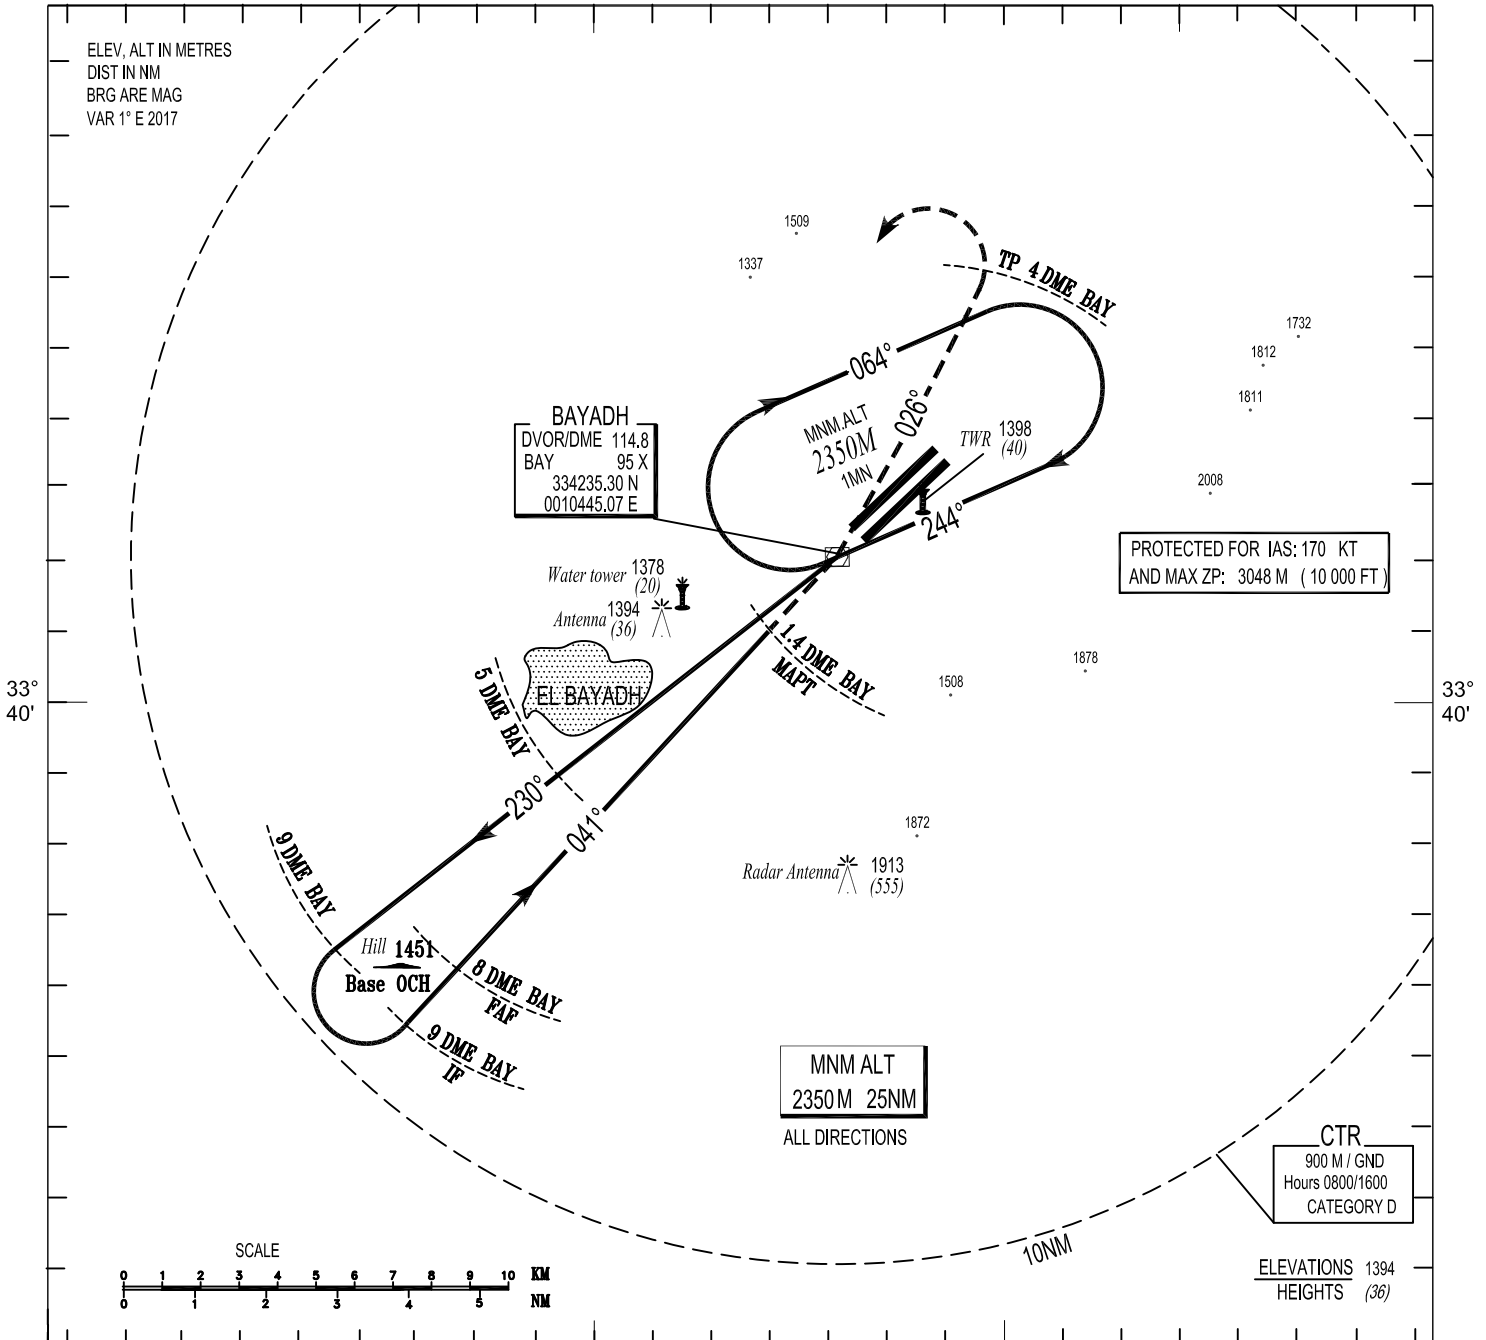 ELEV, ALT IN METRES
DIST IN NM
BRG ARE MAG
VAR 1° E 2017
1509
1337
TP 4 DME BAY
1732
1812
1811
064°
026°
MNM.ALT
2350M
1MN
TWR 1398
(40)
BAYADH
DVOR/DME 114.8
BAY 95 X
334235.30 N
0010445.07 E
2008
244°
PROTECTED FOR IAS: 170 KT
AND MAX ZP: 3048 M ( 10 000 FT )
Water tower 1378
(20)
Antenna 1394
(36)
1.4 DME BAY
MAPT
EL BAYADH
5 DME BAY
1878
1508
33°
40'
33°
40'
230°
041°
1872
Radar Antenna 1913
(555)
9 DME BAY
Hill 1451
Base OCH
8 DME BAY
FAF
9 DME BAY
IF
MNM ALT
2350 M 25NM
ALL DIRECTIONS
CTR
900 M / GND
Hours 0800/1600
CATEGORY D
10NM
SCALE
0 1 2 3 4 5 6 7 8 9 10 KM
0 1 2 3 4 5 NM
ELEVATIONS 1394
HEIGHTS (36)